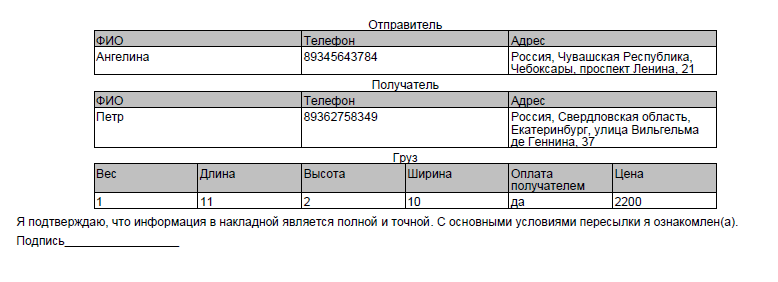 Отправитель
ФИО Телефон Адрес
Ангелина 89345643784 Россия, Чувашская Республика,
Чебоксары, проспект Ленина, 21
Получатель
ФИО Телефон Адрес
Петр 89362758349 Россия, Свердловская область,
Екатеринбург, улица Вильгельма
де Геннина, 37
Груз
Вес Длина Высота Ширина Оплата Цена
получателем
1 11 2 10 да 2200
Я подтверждаю, что информация в накладной является полной и точной. С основными условиями пересылки я ознакомлен(а).
Подпись__________________